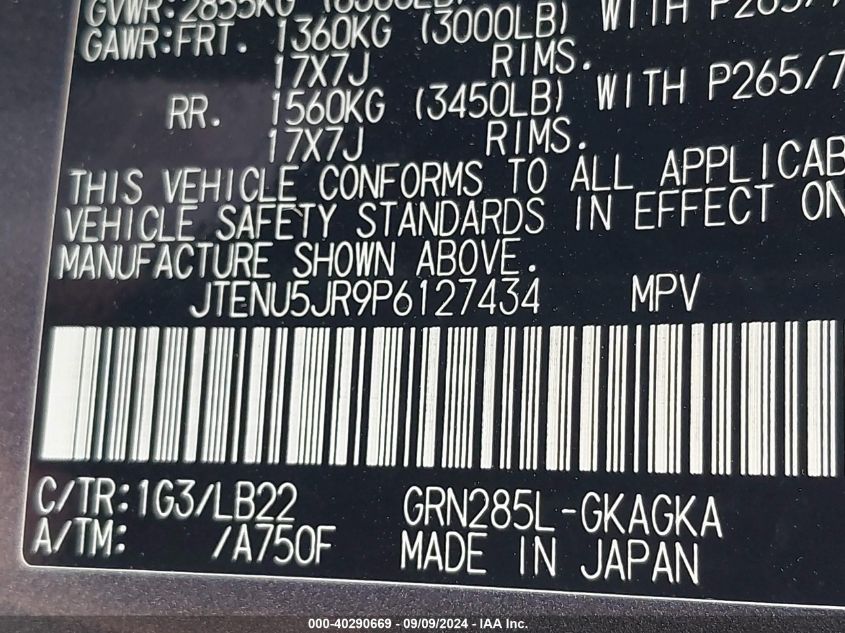 GVWR:2855KG
GAWR:FRT. 1360KG (3000LB) WITH
17X7J RIMS.
RR. 1560KG (3450LB) WITH P265/7
17X7J RIMS.
THIS VEHICLE CONFORMS TO ALL APPLICAB
VEHICLE SAFETY STANDARDS IN EFFECT ON
MANUFACTURE SHOWN ABOVE.
JTENU5JR9P6127434 MPV
C/TR:1G3/LB22 GRN285L-GKAGKA
A/TM: /A750F MADE IN JAPAN
000-40290669 - 09/09/2024 - IAA Inc.